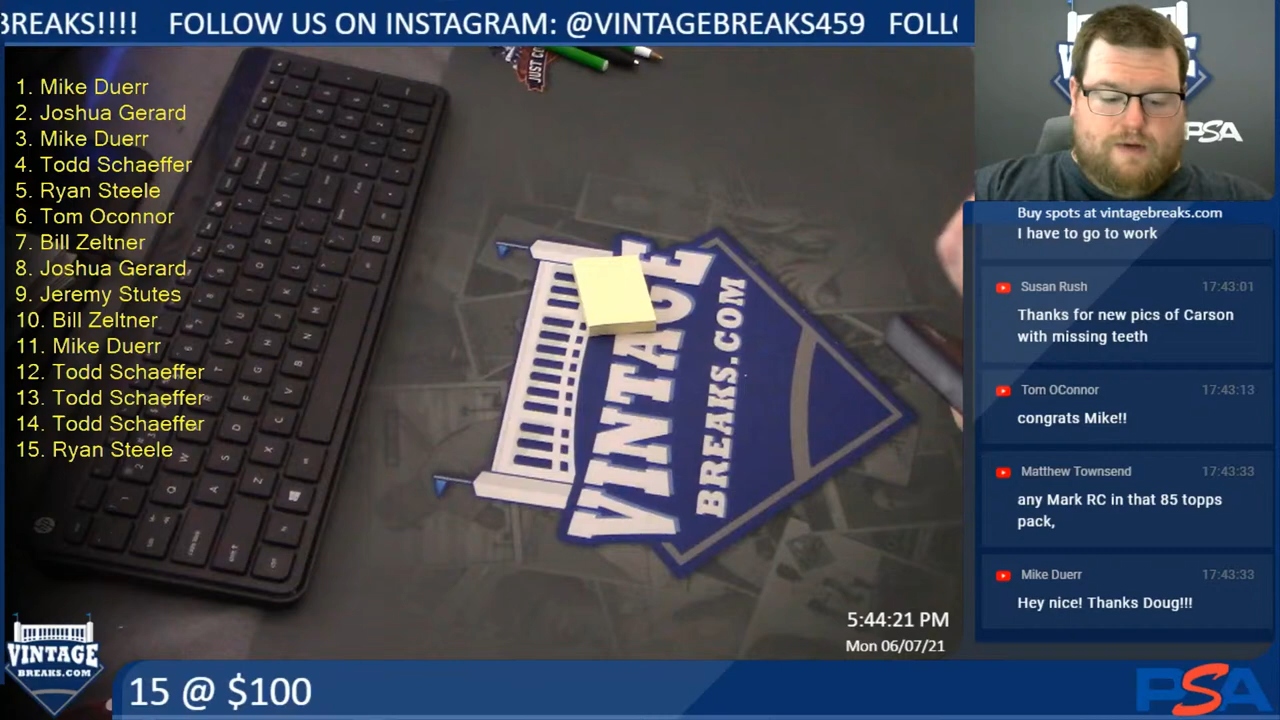 BREAKS!!!! FOLLOW US ON INSTAGRAM: @VINTAGEBREAKS459 FOLL
1. Mike Duerr
2. Joshua Gerard
3. Mike Duerr
4. Todd Schaeffer
5. Ryan Steele
6. Tom Oconnor
7. Bill Zeltner
8. Joshua Gerard
9. Jeremy Stutes
10. Bill Zeltner
11. Mike Duerr
12. Todd Schaeffer
13. Todd Schaeffer
14. Todd Schaeffer
15. Ryan Steele
JUST CO
VINTAGE
BREAKS.COM
PSA
Buy spots at vintagebreaks.com
I have to go to work
Susan Rush 17:43:01
Thanks for new pics of Carson
with missing teeth
Tom OConnor 17:43:13
congrats Mike!!
Matthew Townsend 17:43:33
any Mark RC in that 85 topps
pack,
Mike Duerr 17:43:33
Hey nice! Thanks Doug!!!
5:44:21 PM
Mon 06/07/21
VINTAGE
BREAKS.COM
15 @ $100
PSA